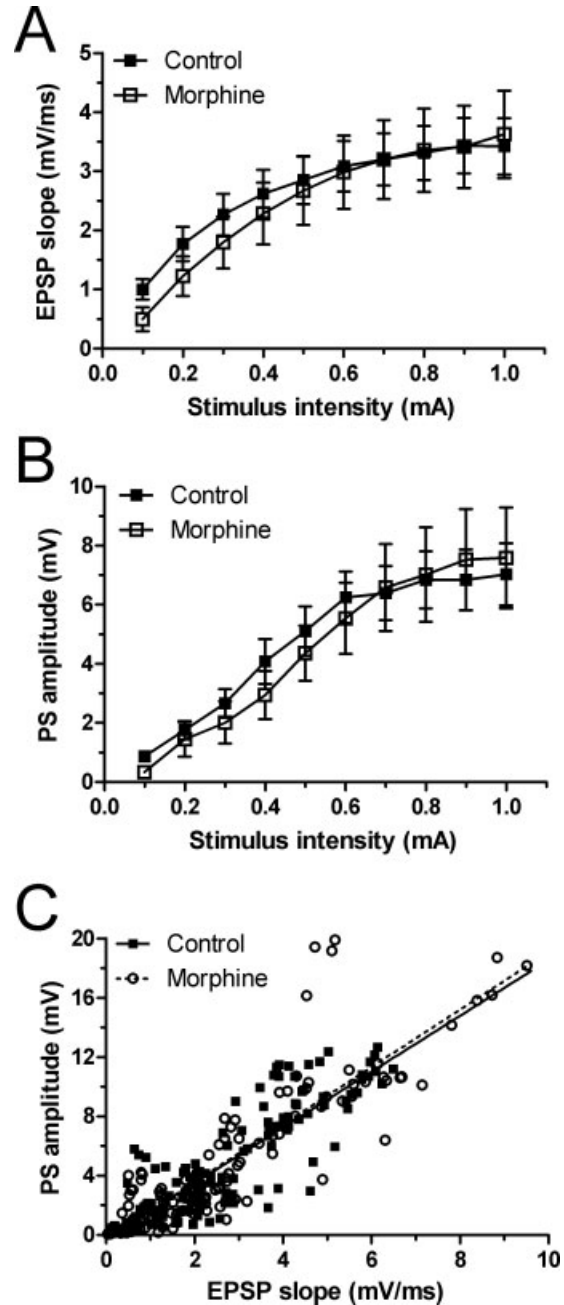 A
Control
Morphine
EPSP slope (mV/ms)
5
4
3
2
1
0
0.0 0.2 0.4 0.6 0.8 1.0
Stimulus intensity (mA)
B
Control
Morphine
PS amplitude (mV)
10
8
6
4
2
0
0.0 0.2 0.4 0.6 0.8 1.0
Stimulus intensity (mA)
C
Control
Morphine
PS amplitude (mV)
20
16
12
8
4
0
0 2 4 6 8 10
EPSP slope (mV/ms)